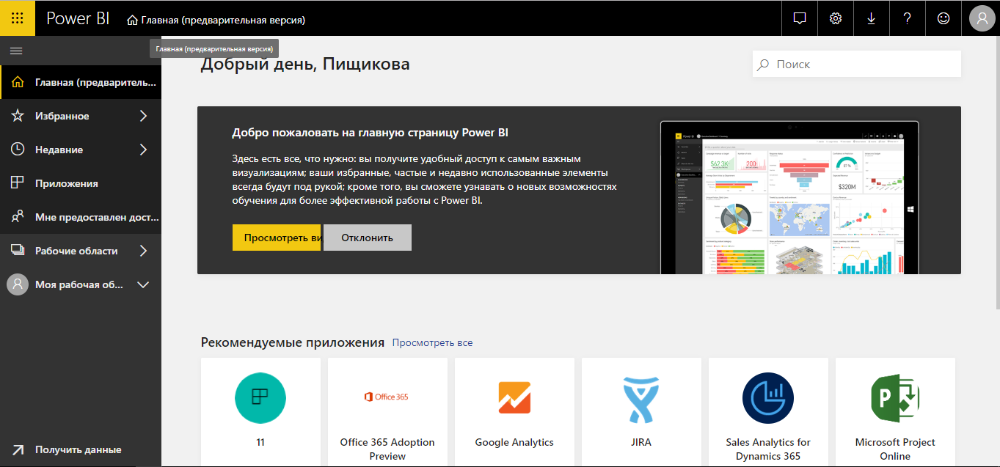 Power BI
Главная (предварительная версия)
Главная (предварительная версия)
Добрый день, Пищикова
Поиск
Главная (предваритель...
Избранное
Недавние
Приложения
Мне предоставлен дост...
Рабочие области
Моя рабочая об...
Получить данные
Добро пожаловать на главную страницу Power BI
Здесь есть все, что нужно: вы получите удобный доступ к самым важным
визуализациям; ваши избранные, частые и недавно использованные элементы
всегда будут под рукой; кроме того, вы сможете узнавать о новых возможностях
обучения для более эффективной работы с Power BI.
Просмотреть ви
Отклонить
$62.3K
200
87 %
$320M
Рекомендуемые приложения Просмотреть все
11
Office 365
Office 365 Adoption
Preview
Google Analytics
JIRA
Sales Analytics for
Dynamics 365
P
Microsoft Project
Online